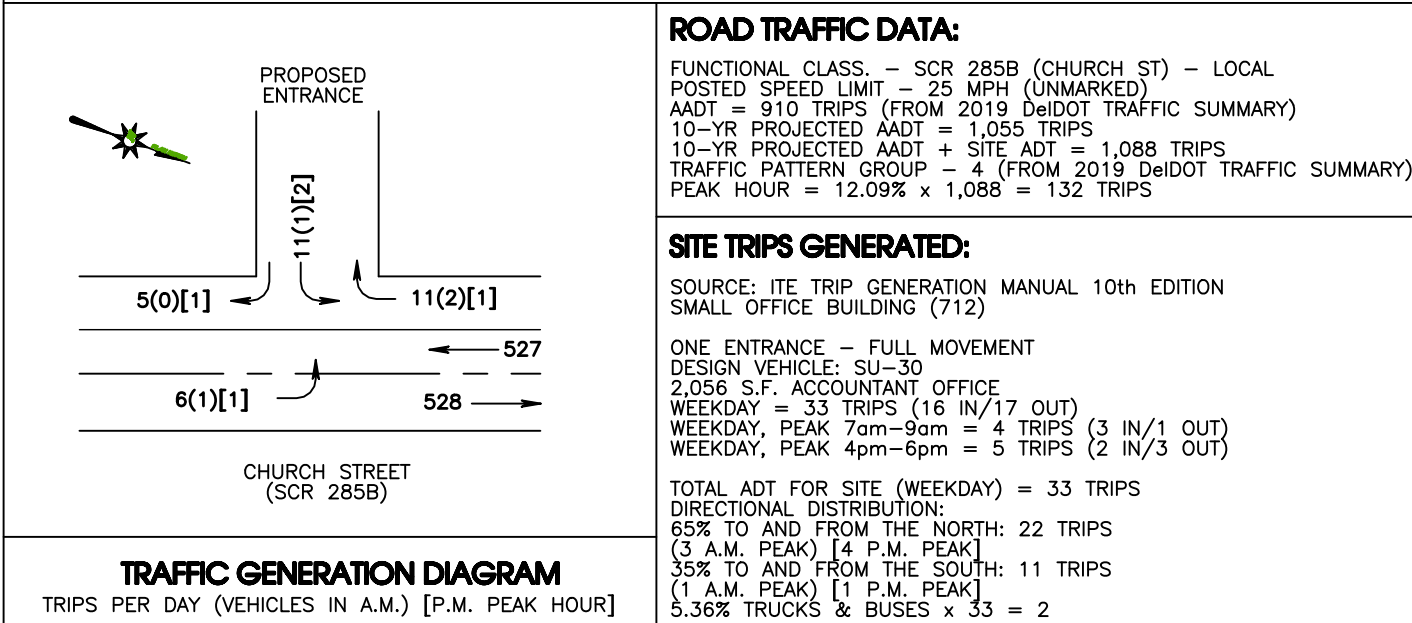 PROPOSED
ENTRANCE
11(1)[2]
5(0)[1]
11(2)[1]
527
6(1)[1]
528
CHURCH STREET
(SCR 285B)
TRAFFIC GENERATION DIAGRAM
TRIPS PER DAY (VEHICLES IN A.M.) [P.M. PEAK HOUR]
ROAD TRAFFIC DATA:
FUNCTIONAL CLASS. – SCR 285B (CHURCH ST) – LOCAL
POSTED SPEED LIMIT – 25 MPH (UNMARKED)
AADT = 910 TRIPS (FROM 2019 DelDOT TRAFFIC SUMMARY)
10–YR PROJECTED AADT = 1,055 TRIPS
10–YR PROJECTED AADT + SITE ADT = 1,088 TRIPS
TRAFFIC PATTERN GROUP – 4 (FROM 2019 DelDOT TRAFFIC SUMMARY)
PEAK HOUR = 12.09% x 1,088 = 132 TRIPS
SITE TRIPS GENERATED:
SOURCE: ITE TRIP GENERATION MANUAL 10th EDITION
SMALL OFFICE BUILDING (712)
ONE ENTRANCE – FULL MOVEMENT
DESIGN VEHICLE: SU–30
2,056 S.F. ACCOUNTANT OFFICE
WEEKDAY = 33 TRIPS (16 IN/17 OUT)
WEEKDAY, PEAK 7am–9am = 4 TRIPS (3 IN/1 OUT)
WEEKDAY, PEAK 4pm–6pm = 5 TRIPS (2 IN/3 OUT)
TOTAL ADT FOR SITE (WEEKDAY) = 33 TRIPS
DIRECTIONAL DISTRIBUTION:
65% TO AND FROM THE NORTH: 22 TRIPS
(3 A.M. PEAK) [4 P.M. PEAK]
35% TO AND FROM THE SOUTH: 11 TRIPS
(1 A.M. PEAK) [1 P.M. PEAK]
5.36% TRUCKS & BUSES x 33 = 2